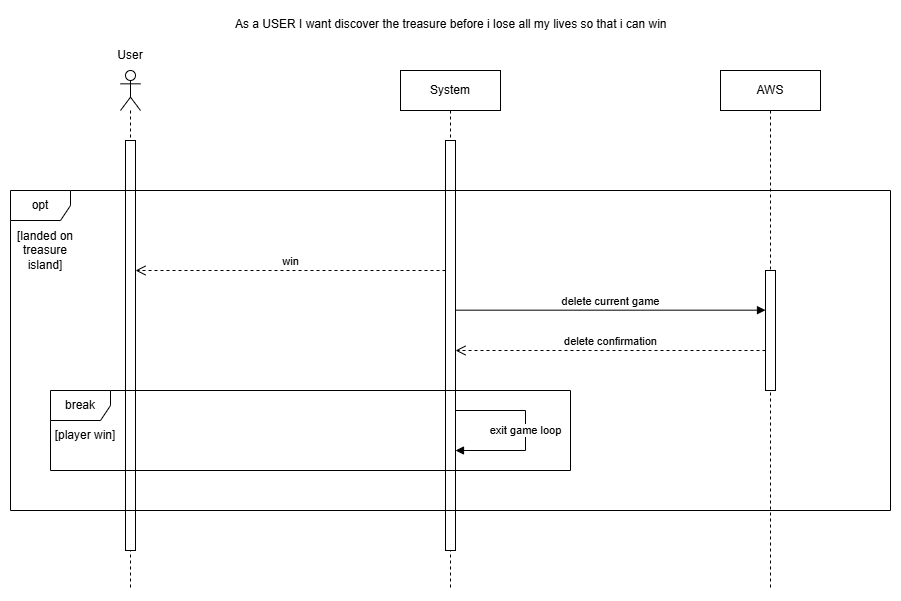 As a USER I want discover the treasure before i lose all my lives so that i can win
User
System
AWS
opt
[landed on
treasure
island]
win
delete current game
delete confirmation
break
[player win]
exit game loop